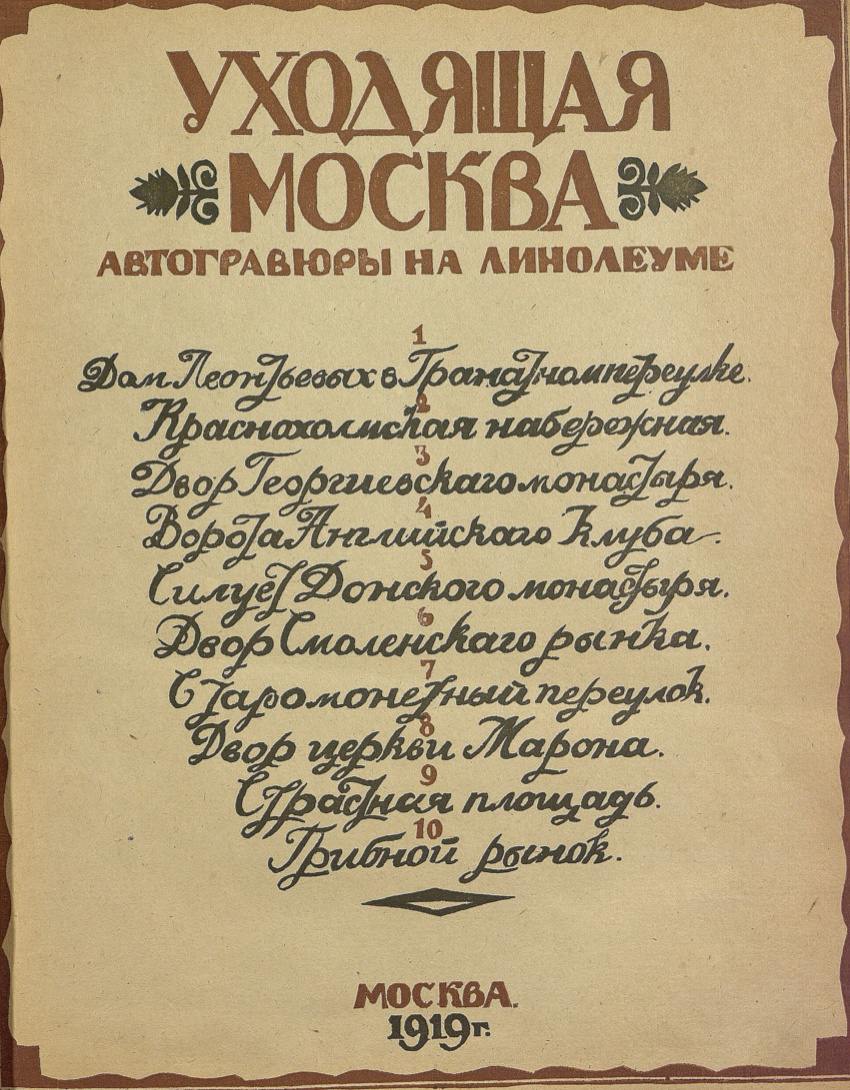 УХОДЯЩАЯ
МОСКВА
АВТОГРАВЮРЫ НА ЛИНОЛЕУМЕ
1
Дом Леонтьевых в Гранатном переулке.
2
Краснохолмская набережная.
3
Двор Георгиевскаго монастыря.
4
Ворота Английскаго Клуба.
5
Силует Донского монастыря.
6
Двор Смоленскаго рынка.
7
Старомонетный переулок.
8
Двор церкви Марона.
9
Страстная площадь.
10
Грибной рынок.
МОСКВА.
1919 г.